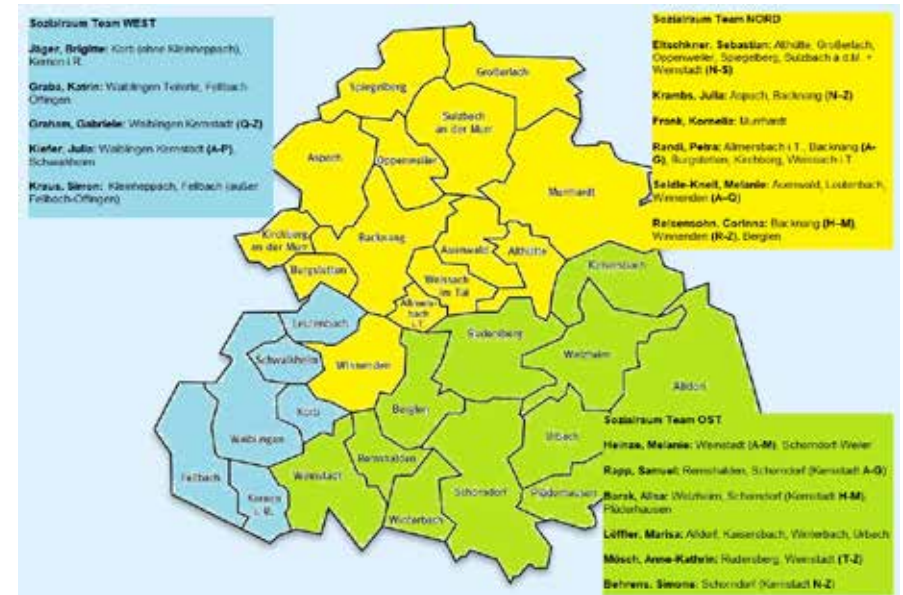 Sozialraum Team WEST
Jäger, Brigitte: Korb (ohne Kleinheppach),
Kernen i.R.
Grabs, Katrin: Waiblingen Teilorte, Fellbach
Öffingen
Graham, Gabriele: Waiblingen Kernstadt (Q-Z)
Kiefer, Julia: Waiblingen Kernstadt (A-P),
Schwaikheim
Kraus, Simon: Kleinheppach, Fellbach (außer
Fellbach-Öffingen)
Sozialraum Team NORD
Eltschkner, Sebastian: Althütte, Großerlach,
Oppenweiler, Spiegelberg, Sulzbach a.d.M. +
Weinstadt (N-S)
Krambs, Julia: Aspach, Backnang (N-Z)
Fronk, Kornelia: Murrhardt
Randi, Petra: Allmersbach i.T., Backnang (A-
G), Burgstetten, Kirchberg, Weissach i.T.
Seidle-Knell, Melanie: Auenwald, Leutenbach,
Winnenden (A-Q)
Reisensohn, Corinna: Backnang (H-M),
Winnenden (R-Z), Berglen
Großerlach
Spiegelberg
Sulzbach
an der Murr
Aspach
Oppenweiler
Murrhardt
Kirchberg
an der Murr
Backnang
Auenwald
Althütte
Burgstetten
Weissach
im Tal
Kaisersbach
Allmers-
bach
i.T.
Leutenbach
Rudersberg
Welzheim
Schwaikheim
Winnenden
Alfdorf
Korb
Berglen
Waiblingen
Urbach
Remshalden
Fellbach
Weinstadt
Schorndorf
Plüderhausen
Kernen
i. R.
Winterbach
Sozialraum Team OST
Heinze, Melanie: Weinstadt (A-M), Schorndorf-Weiler
Rapp, Samuel: Remshalden, Schorndorf (Kernstadt A-G)
Borak, Alisa: Welzheim, Schorndorf (Kernstadt H-M),
Plüderhausen
Löffler, Marisa: Alfdorf, Kaisersbach, Winterbach, Urbach
Mösch, Anne-Kathrin: Rudersberg, Weinstadt (T-Z)
Behrens, Simone: Schorndorf (Kernstadt N-Z)